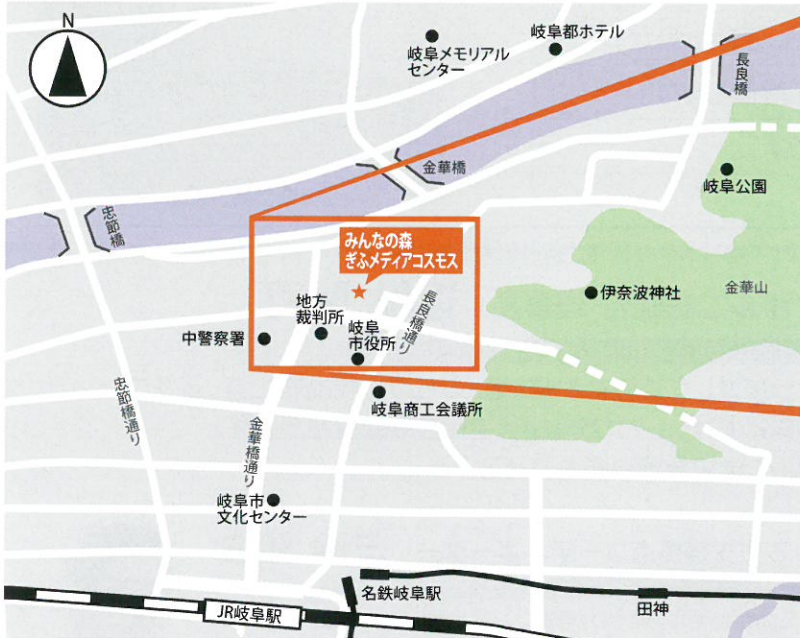 N
岐阜メモリアル
センター
岐阜都ホテル
長良橋
金華橋
岐阜公園
忠節橋
みんなの森
ぎふメディアコスモス
伊奈波神社
金華山
長良橋通り
地方
裁判所
岐阜
市役所
中警察署
岐阜商工会議所
忠節橋通り
金華橋通り
岐阜市
文化センター
名鉄岐阜駅
田神
JR岐阜駅